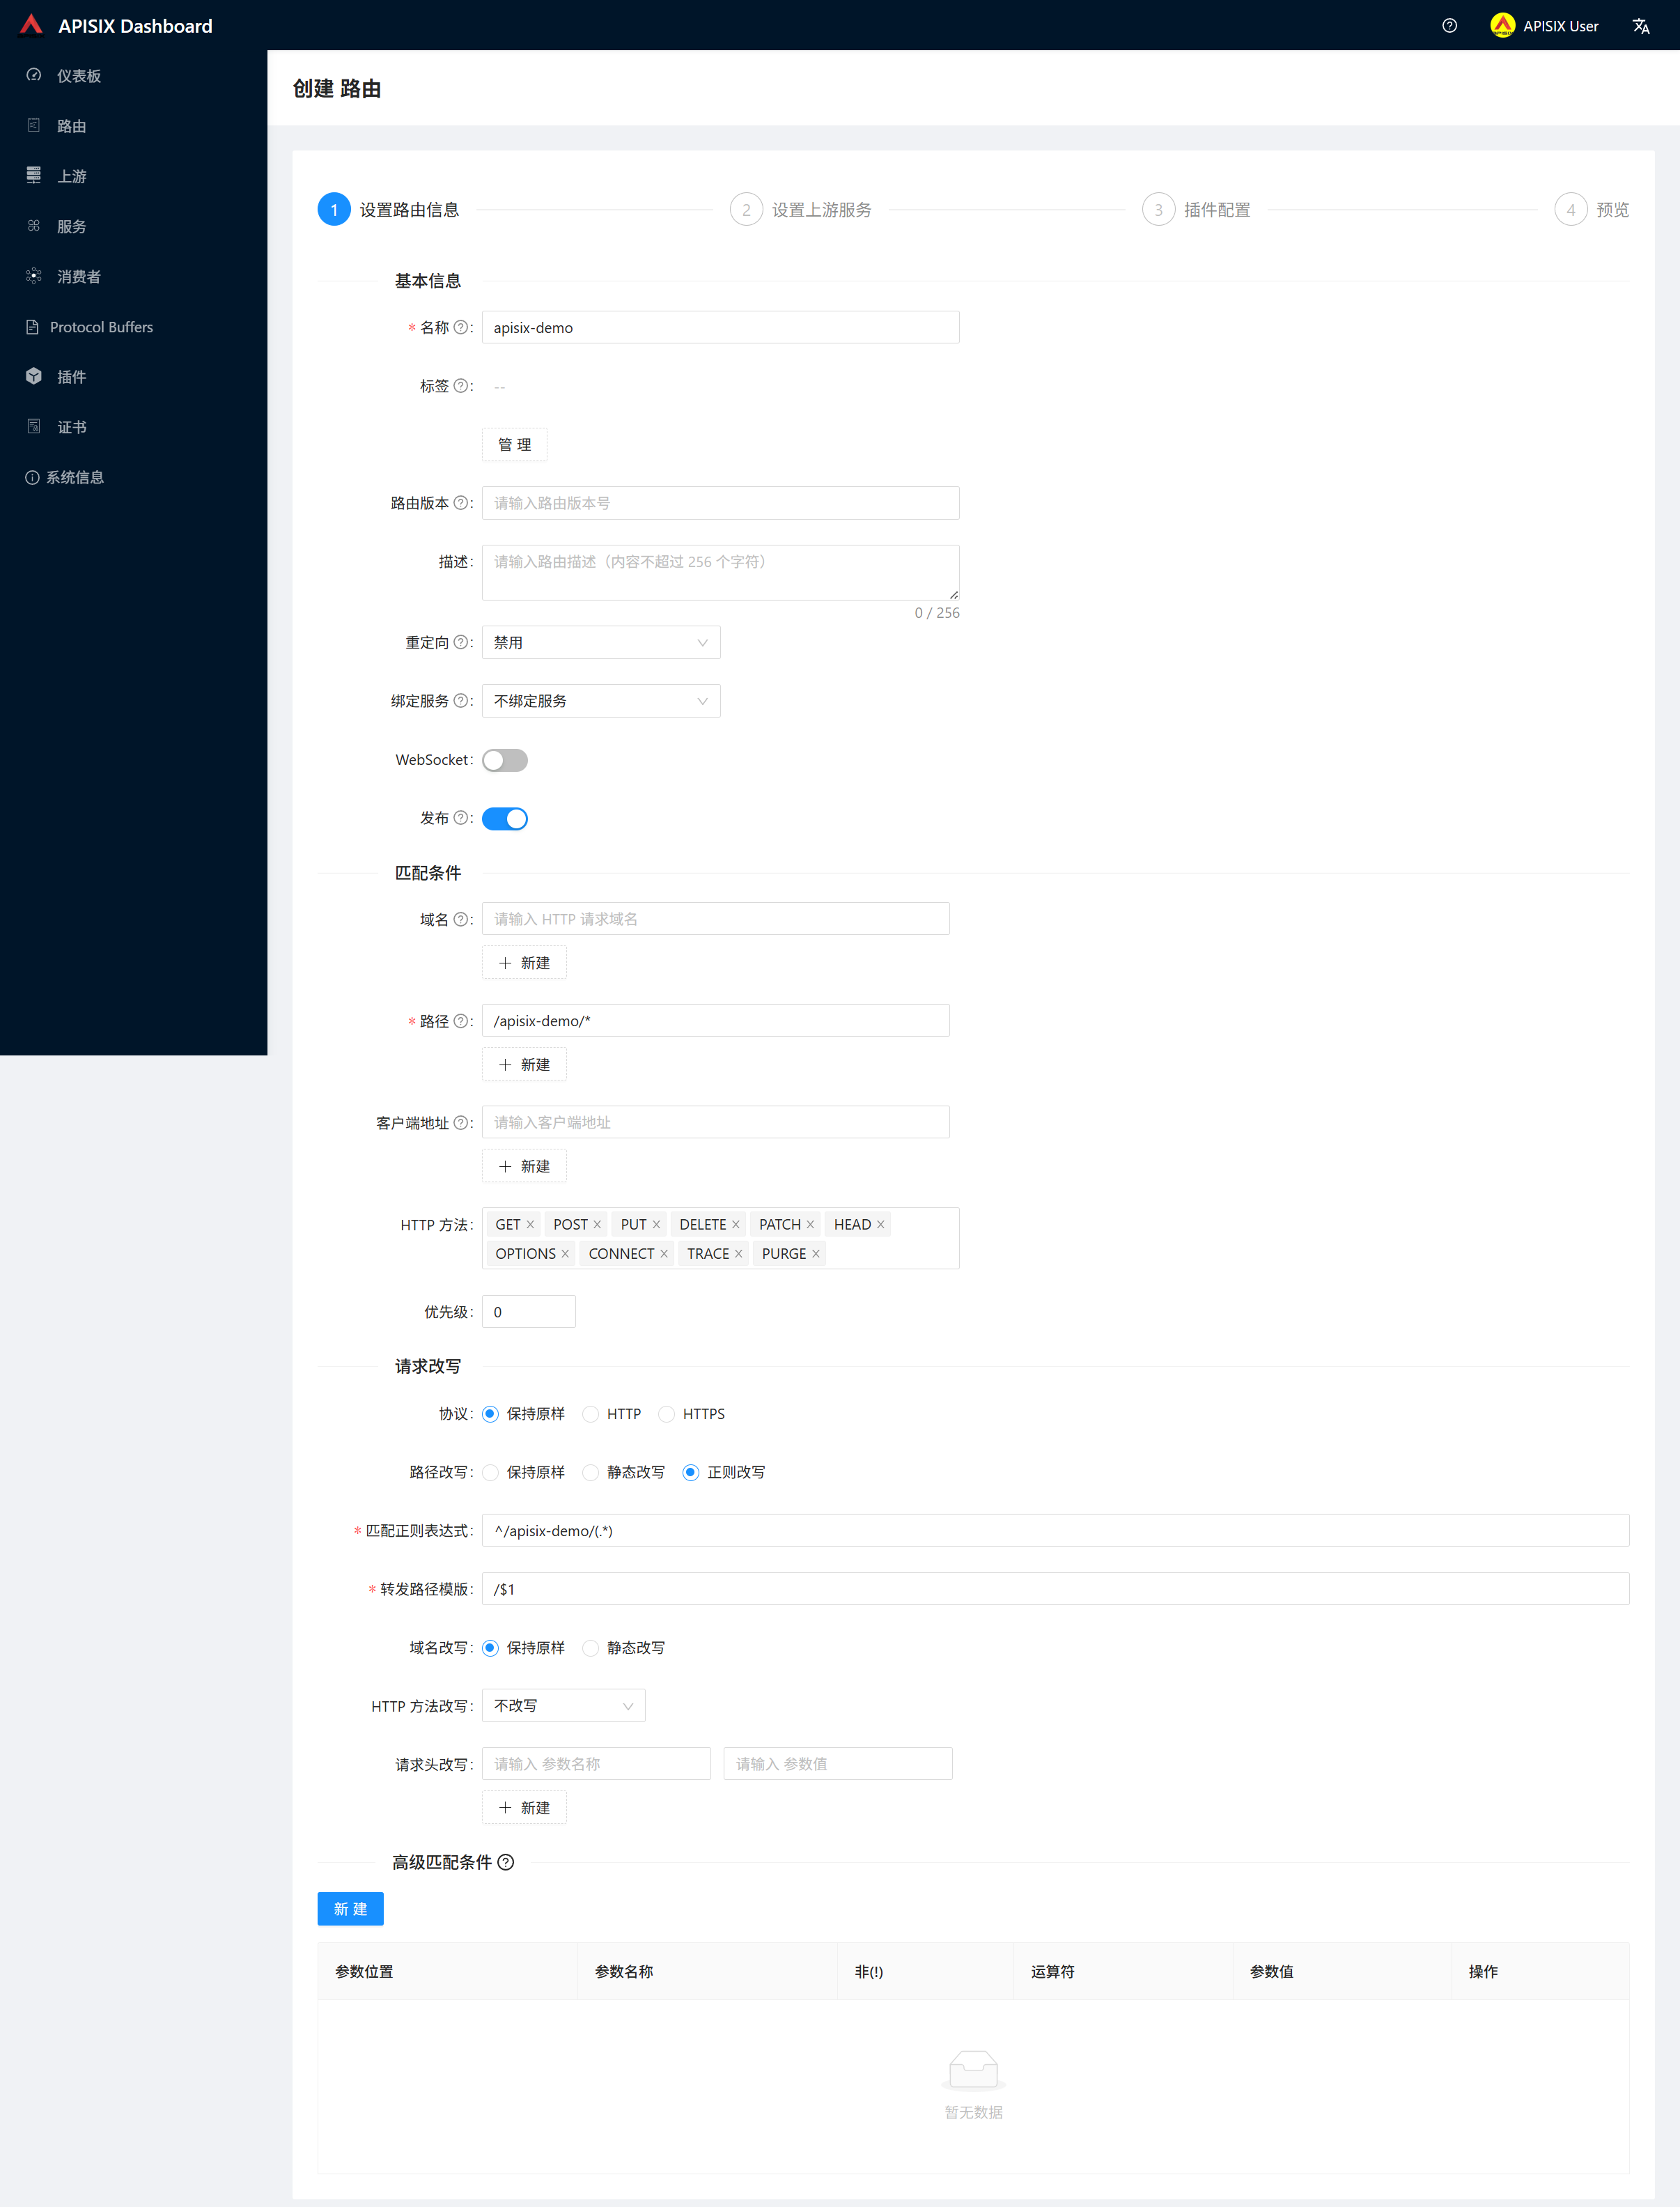 APISIX Dashboard
APISIX User
仪表板
路由
上游
服务
消费者
Protocol Buffers
插件
证书
系统信息
创建 路由
1 设置路由信息
2 设置上游服务
3 插件配置
4 预览
基本信息
* 名称 : apisix-demo
标签 : --
管 理
路由版本 : 请输入路由版本号
描述 : 请输入路由描述（内容不超过 256 个字符）
0 / 256
重定向 : 禁用
绑定服务 : 不绑定服务
WebSocket :
发布 :
匹配条件
域名 : 请输入 HTTP 请求域名
新建
* 路径 : /apisix-demo/*
新建
客户端地址 : 请输入客户端地址
新建
HTTP 方法 : GET POST PUT DELETE PATCH HEAD
OPTIONS CONNECT TRACE PURGE
优先级 : 0
请求改写
协议 : 保持原样 HTTP HTTPS
路径改写 : 保持原样 静态改写 正则改写
* 匹配正则表达式 : ^/apisix-demo/(.*)
* 转发路径模版 : /$1
域名改写 : 保持原样 静态改写
HTTP 方法改写 : 不改写
请求头改写 : 请输入 参数名称 请输入 参数值
新建
高级匹配条件
新 建
参数位置 参数名称 非(!) 运算符 参数值 操作
暂无数据